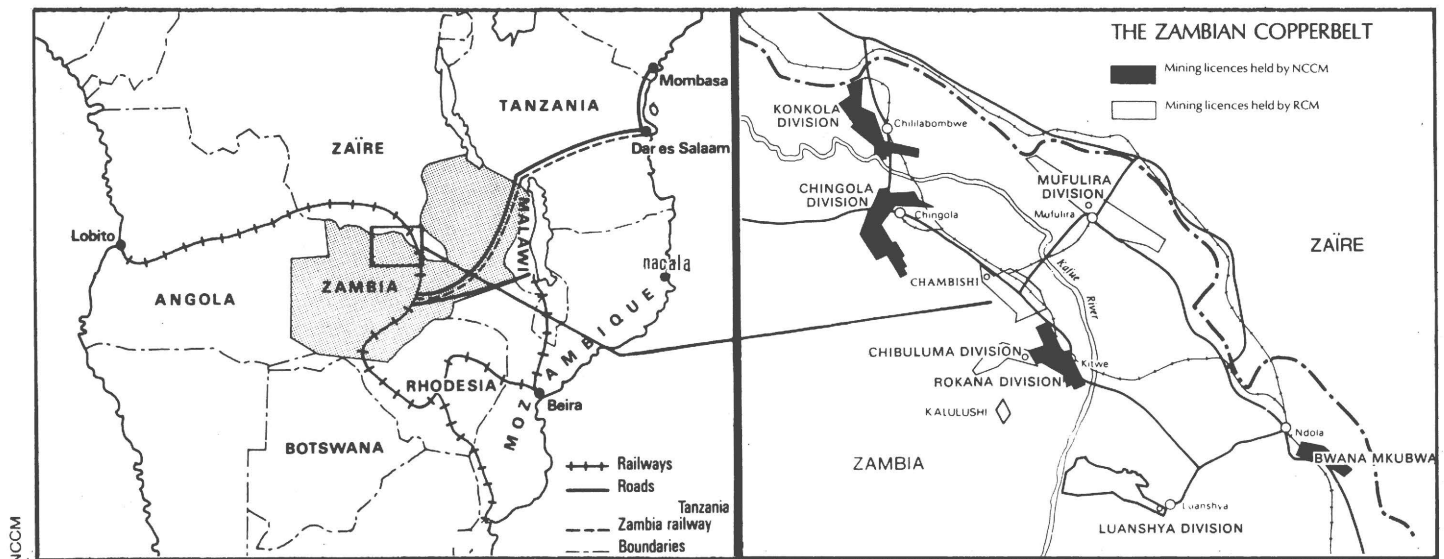 Mombasa
TANZANIA
ZAÏRE
Dar es Salaam
MALAWI
Lobito
nacala
ZAMBIA
ANGOLA
MOZAMBIQUE
RHODESIA
Beira
BOTSWANA
Railways
Roads
Tanzania
Zambia railway
Boundaries
NCCM
THE ZAMBIAN COPPERBELT
Mining licences held by NCCM
Mining licences held by RCM
KONKOLA
DIVISION
Chililabombwe
CHINGOLA
DIVISION
Chingola
MUFULIRA
DIVISION
Mufulira
ZAÏRE
CHAMBISHI
Kafue
River
CHIBULUMA DIVISION
Kitwe
ROKANA DIVISION
KALULUSHI
Ndola
ZAMBIA
BWANA MKUBWA
Luanshya
LUANSHYA DIVISION